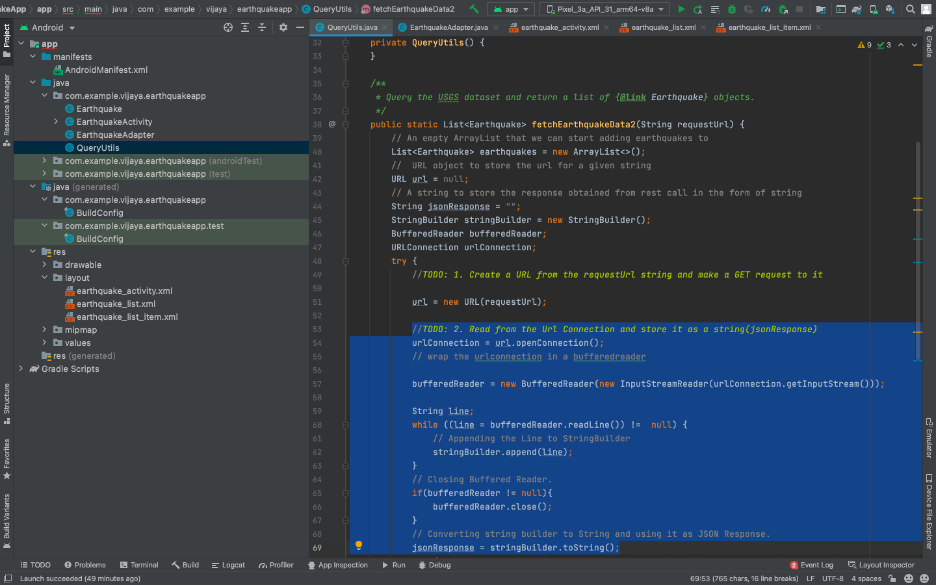 akeApp
app
src
main
java
com
example
vijaya
earthquakeapp
QueryUtils
fetchEarthquakeData2
app
Pixel_3a_API_31_arm64-v8a
Android
QueryUtils.java
EarthquakeAdapter.java
earthquake_activity.xml
earthquake_list.xml
earthquake_list_item.xml
Project
Resource Manager
Structure
Favorites
Build Variants
app
manifests
AndroidManifest.xml
java
com.example.vijaya.earthquakeapp
Earthquake
EarthquakeActivity
EarthquakeAdapter
QueryUtils
com.example.vijaya.earthquakeapp (androidTest)
com.example.vijaya.earthquakeapp (test)
java (generated)
com.example.vijaya.earthquakeapp
BuildConfig
com.example.vijaya.earthquakeapp.test
BuildConfig
res
drawable
layout
earthquake_activity.xml
earthquake_list.xml
earthquake_list_item.xml
mipmap
values
res (generated)
Gradle Scripts
9 3
32 private QueryUtils() {
33 }
34
35 /**
36 * Query the USGS dataset and return a list of {@link Earthquake} objects.
37 */
38 @ public static List<Earthquake> fetchEarthquakeData2(String requestUrl) {
39 // An empty ArrayList that we can start adding earthquakes to
40 List<Earthquake> earthquakes = new ArrayList<>();
41 // URL object to store the url for a given string
42 URL url = null;
43 // A string to store the response obtained from rest call in the form of string
44 String jsonResponse = "";
45 StringBuilder stringBuilder = new StringBuilder();
46 BufferedReader bufferedReader;
47 URLConnection urlConnection;
48 try {
49 //TODO: 1. Create a URL from the requestUrl string and make a GET request to it
50
51 url = new URL(requestUrl);
52
53 //TODO: 2. Read from the Url Connection and store it as a string(jsonResponse)
54 urlConnection = url.openConnection();
55 // wrap the urlconnection in a bufferedreader
56
57 bufferedReader = new BufferedReader(new InputStreamReader(urlConnection.getInputStream()));
58
59 String line;
60 while ((line = bufferedReader.readLine()) != null) {
61 // Appending the Line to StringBuilder
62 stringBuilder.append(line);
63 }
64 // Closing Buffered Reader.
65 if(bufferedReader != null){
66 bufferedReader.close();
67 }
68 // Converting string builder to String and using it as JSON Response.
69 jsonResponse = stringBuilder.toString();
Gradle
Emulator
Device File Explorer
TODO
Problems
Terminal
Build
Logcat
Profiler
App Inspection
Run
Debug
2 Event Log
Layout Inspector
Launch succeeded (49 minutes ago)
69:53 (765 chars, 16 line breaks)
LF
UTF-8
4 spaces